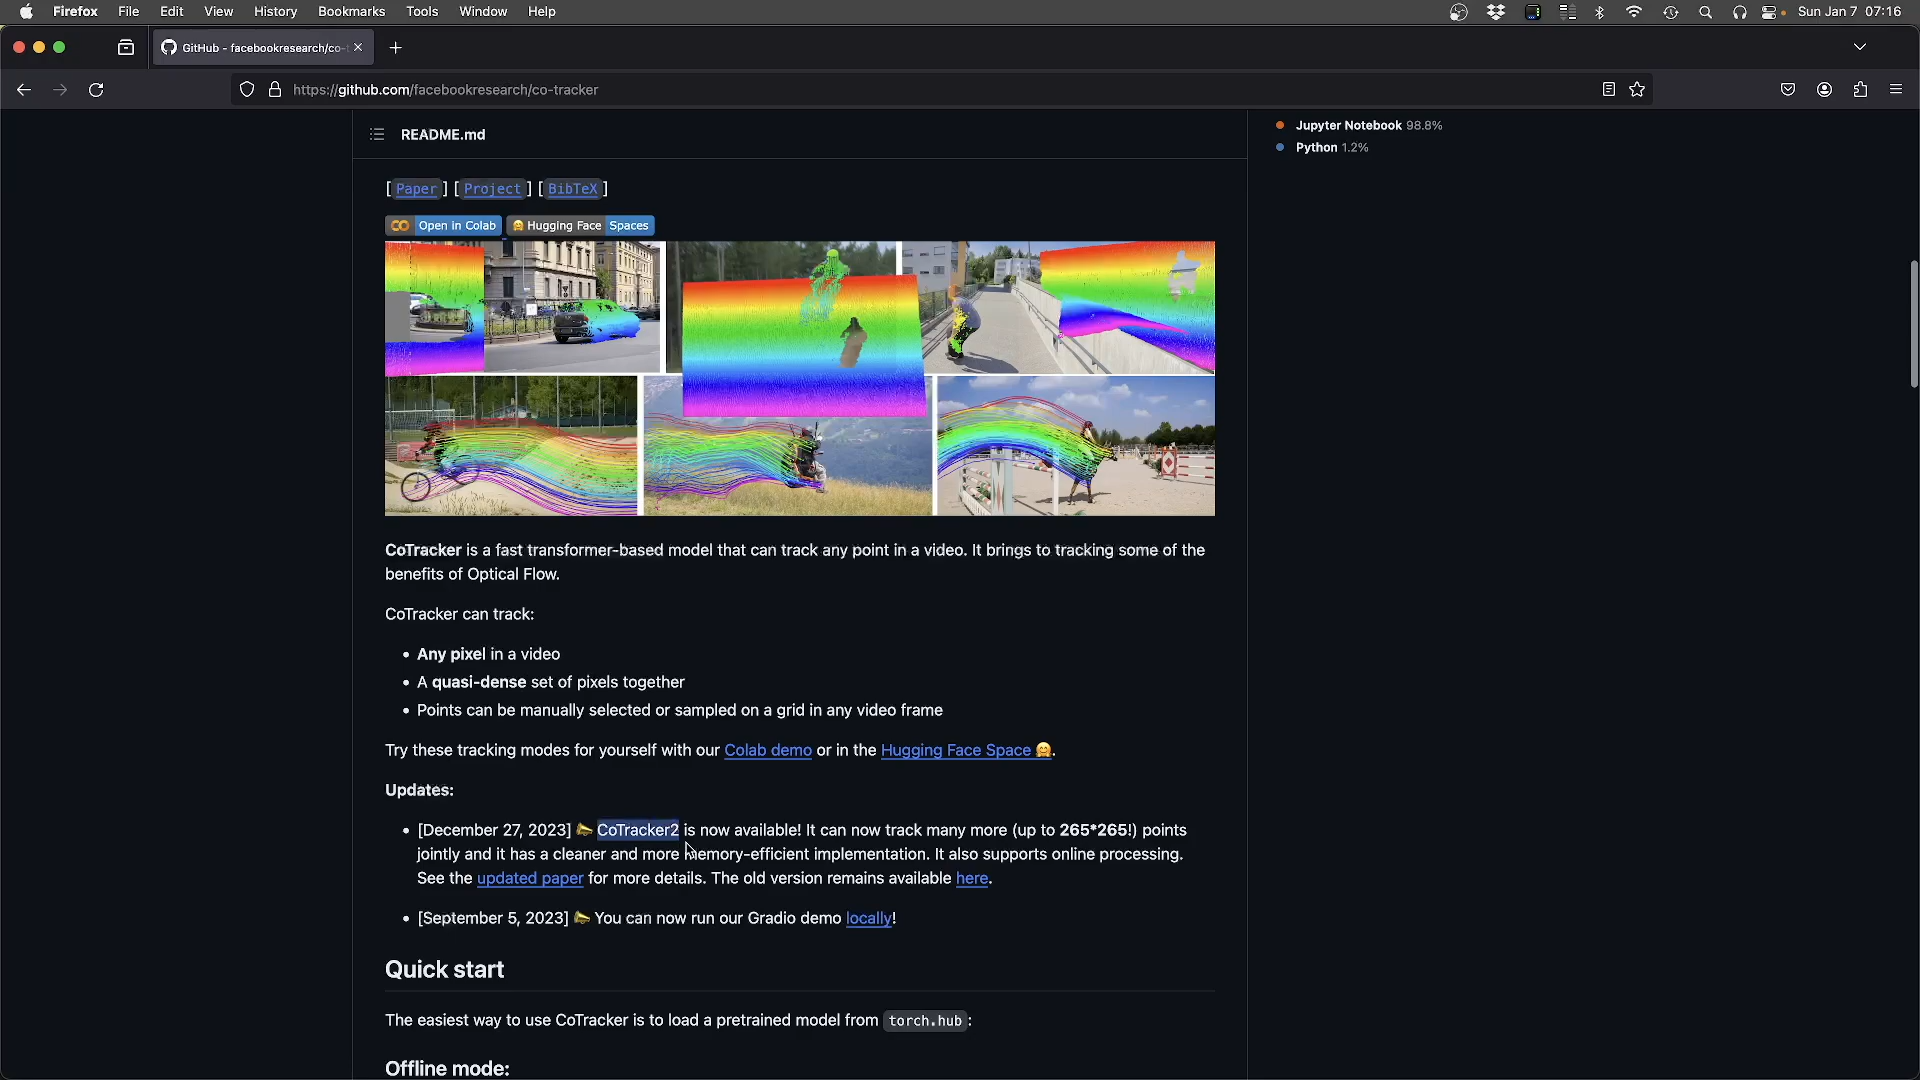 Firefox File Edit View History Bookmarks Tools Window Help Sun Jan 7 07:16
GitHub - facebookresearch/co-
https://github.com/facebookresearch/co-tracker
README.md
Jupyter Notebook 98.8%
Python 1.2%
[Paper] [Project] [BibTeX]
Open in Colab Hugging Face Spaces
CoTracker is a fast transformer-based model that can track any point in a video. It brings to tracking some of the
benefits of Optical Flow.
CoTracker can track:
• Any pixel in a video
• A quasi-dense set of pixels together
• Points can be manually selected or sampled on a grid in any video frame
Try these tracking modes for yourself with our Colab demo or in the Hugging Face Space 🤗.
Updates:
• [December 27, 2023] 📣 CoTracker2 is now available! It can now track many more (up to 265*265!) points
jointly and it has a cleaner and more memory-efficient implementation. It also supports online processing.
See the updated paper for more details. The old version remains available here.
• [September 5, 2023] 📣 You can now run our Gradio demo locally!
Quick start
The easiest way to use CoTracker is to load a pretrained model from torch.hub:
Offline mode: